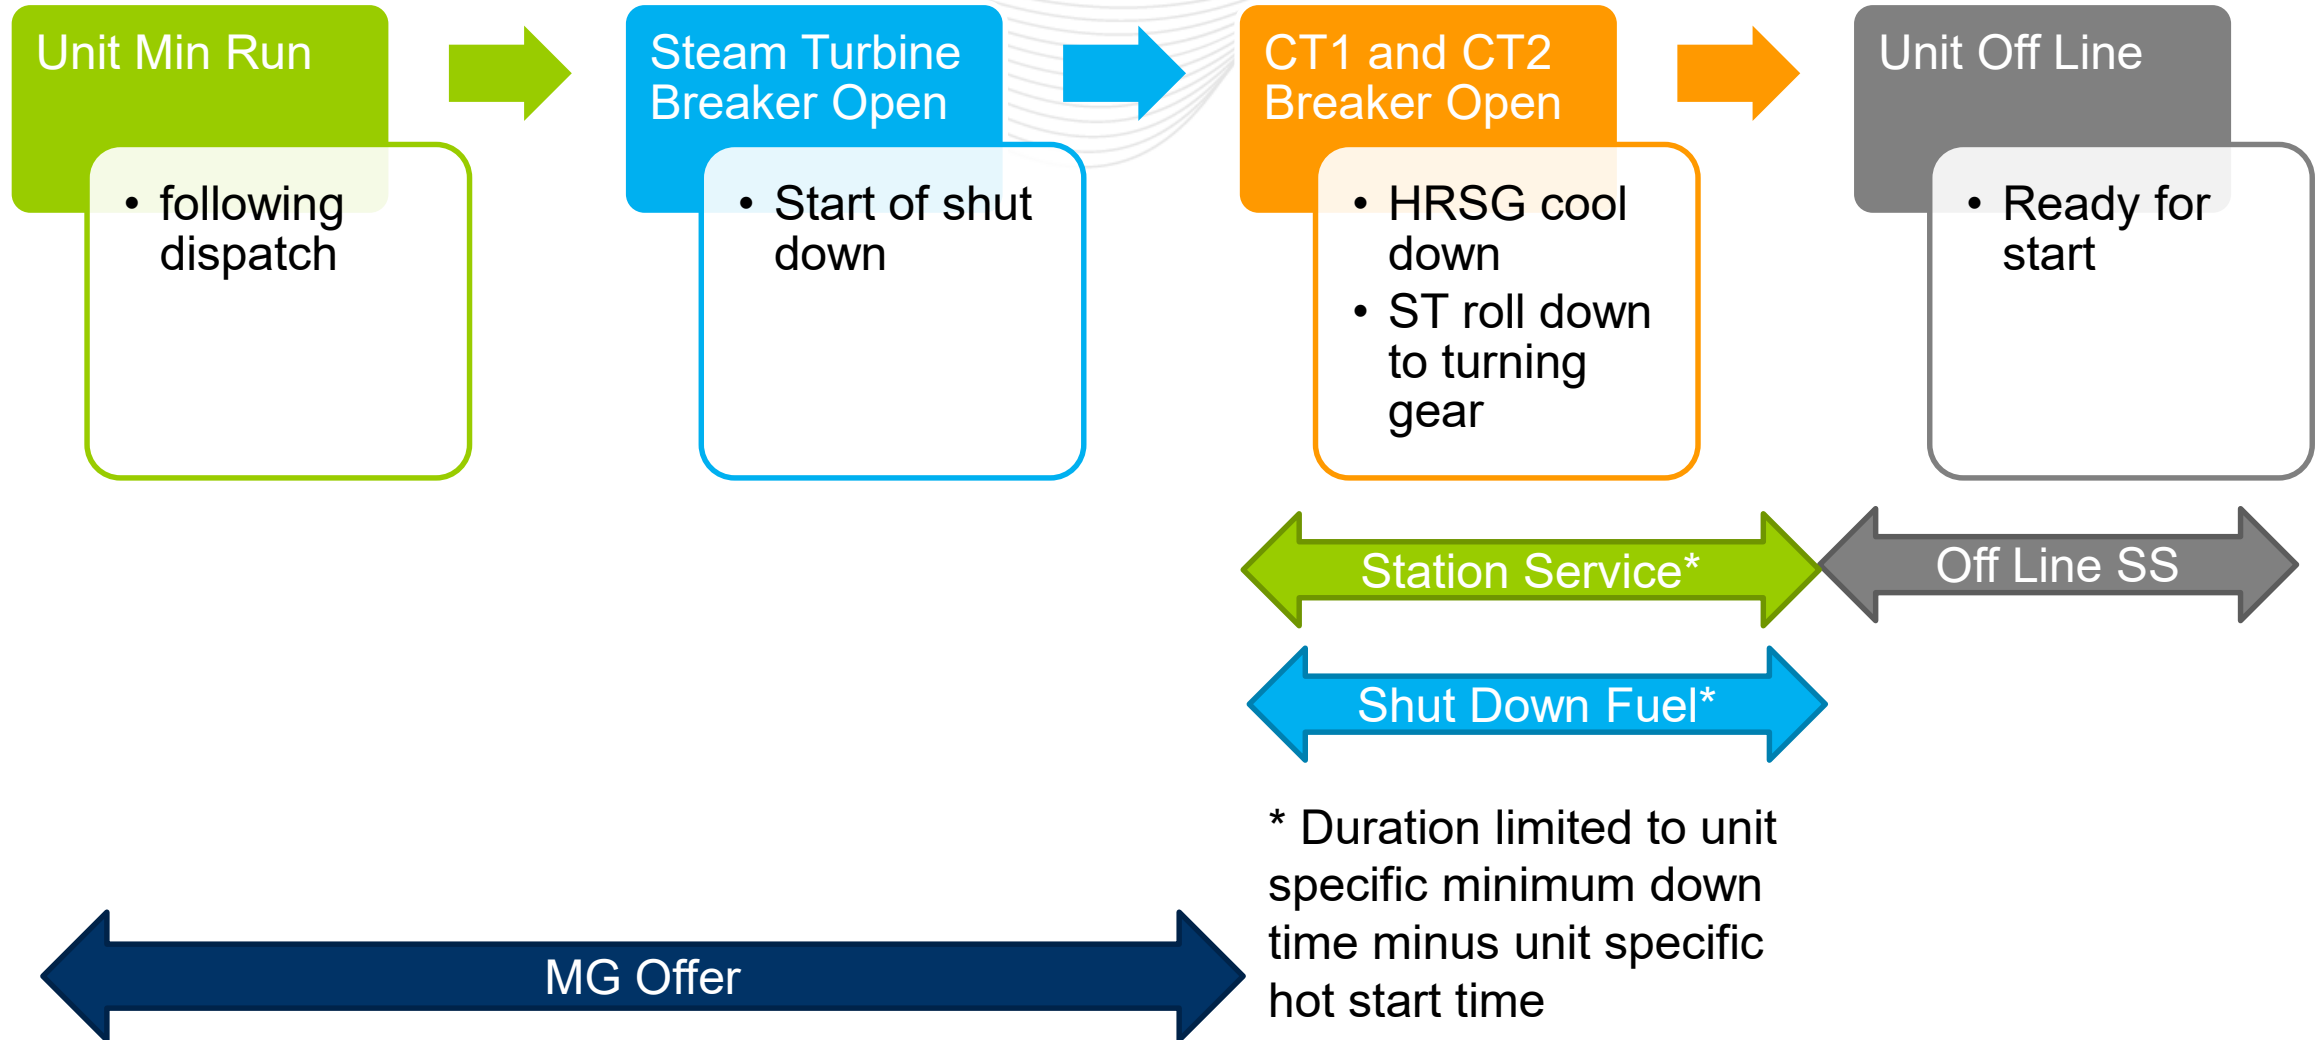 Unit Min Run
• following
dispatch
Steam Turbine
Breaker Open
• Start of shut
down
CT1 and CT2
Breaker Open
• HRSG cool
down
• ST roll down
to turning
gear
Unit Off Line
• Ready for
start
Station Service*
Off Line SS
Shut Down Fuel*
* Duration limited to unit
specific minimum down
time minus unit specific
hot start time
MG Offer